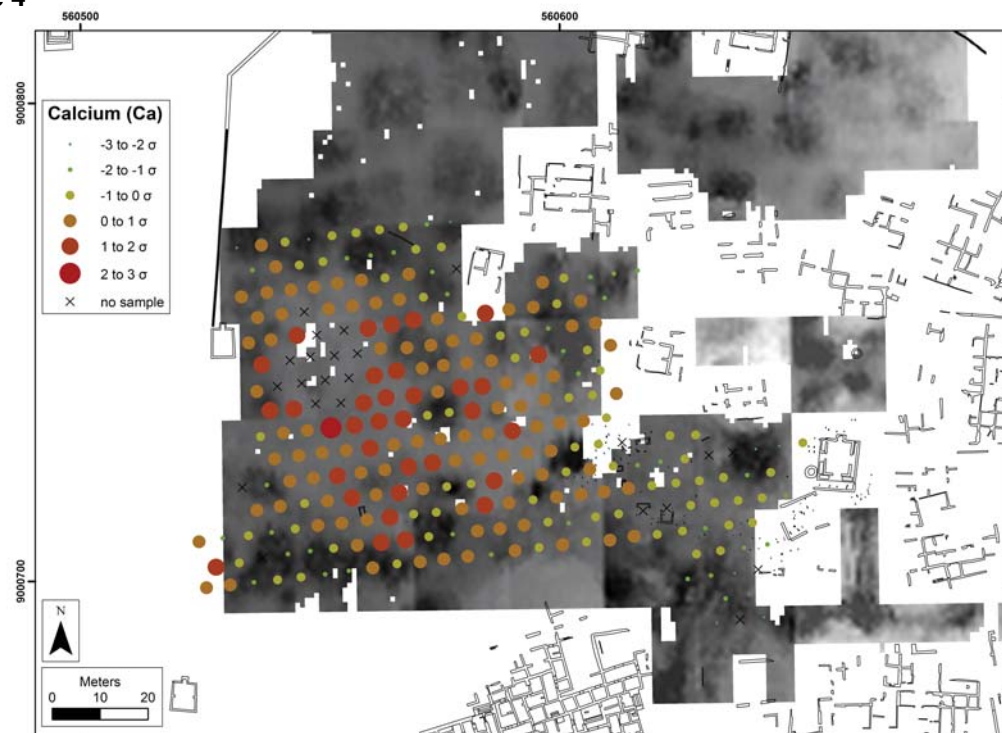 560500
560600
9000800
Calcium (Ca)
-3 to -2 σ
-2 to -1 σ
-1 to 0 σ
0 to 1 σ
1 to 2 σ
2 to 3 σ
no sample
9000700
N
Meters
0 10 20